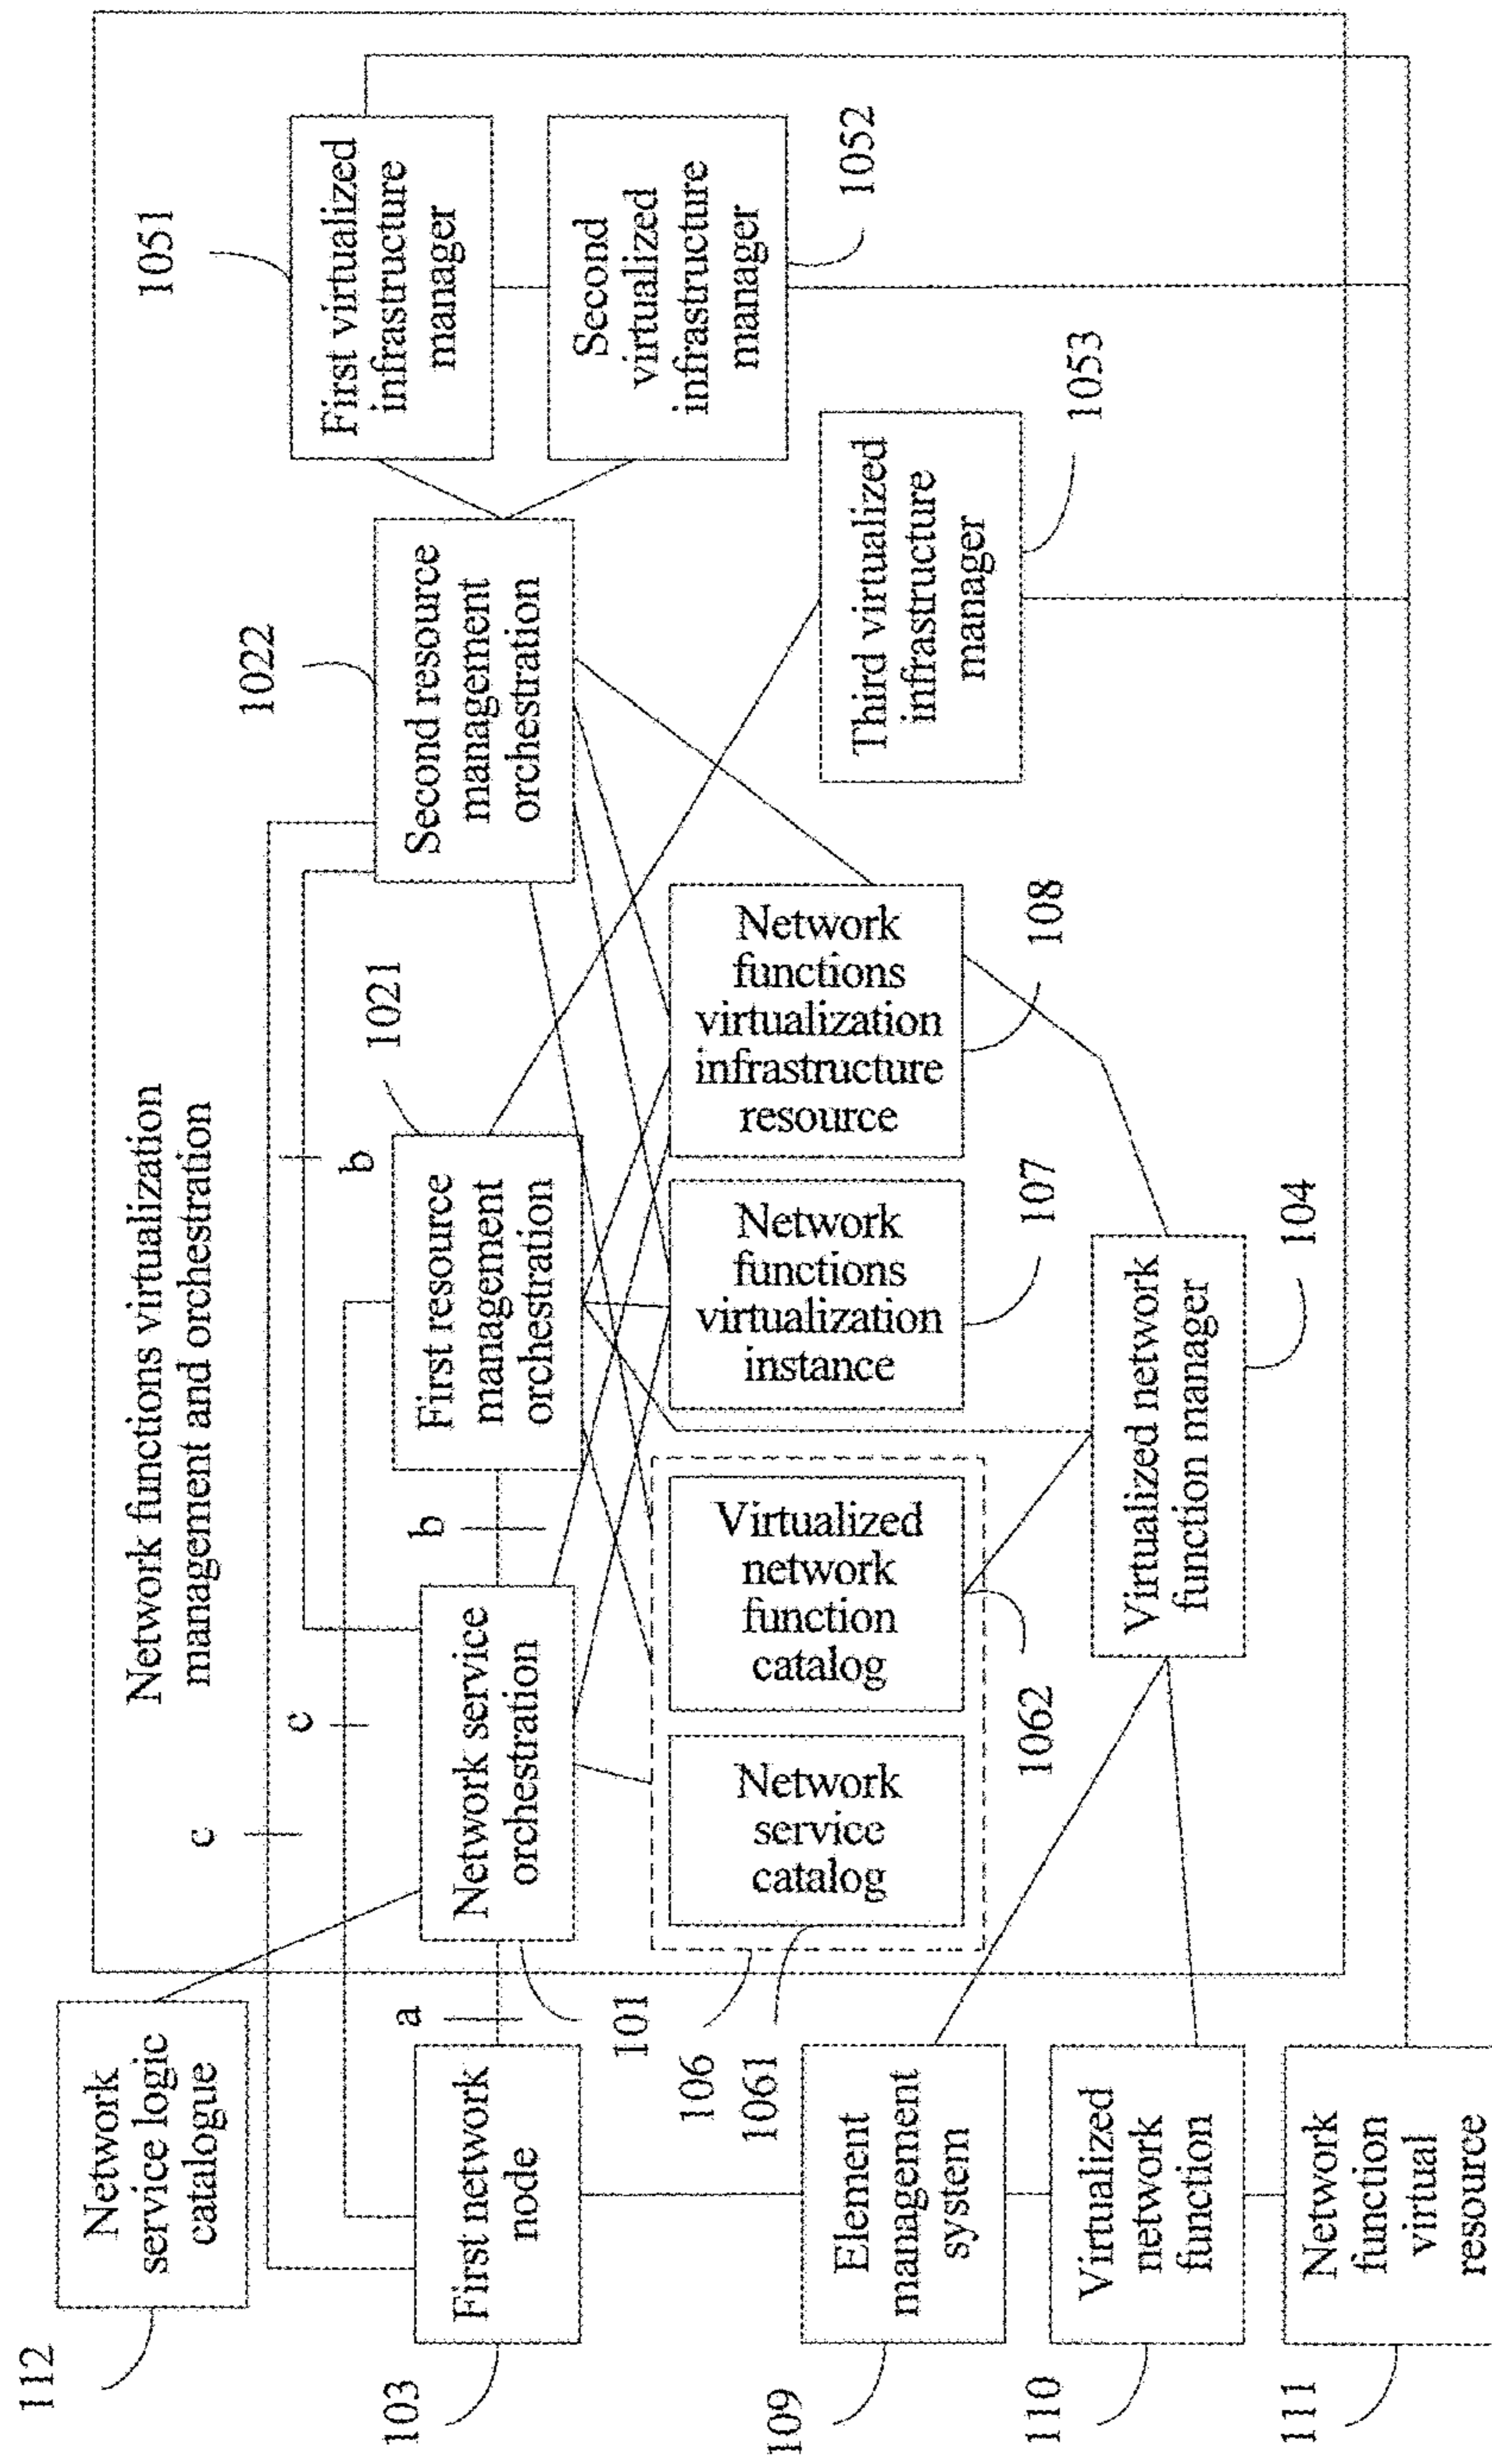 Network functions virtualization
management and orchestration
112
Network
service logic
catalogue
c
c
b
1022
1051
First virtualized
infrastructure
manager
103
First network
node
a
101
Network service
orchestration
b
1021
First resource
management
orchestration
Second resource
management
orchestration
Second
virtualized
infrastructure
manager
1052
106
1061
Network
service
catalog
Virtualized
network
function
catalog
1062
Network
functions
virtualization
instance
107
Network
functions
virtualization
infrastructure
resource
108
Third virtualized
infrastructure
manager
1053
109
Element
management
system
Virtualized network
function manager
104
110
Virtualized
network
function
111
Network
function
virtual
resource